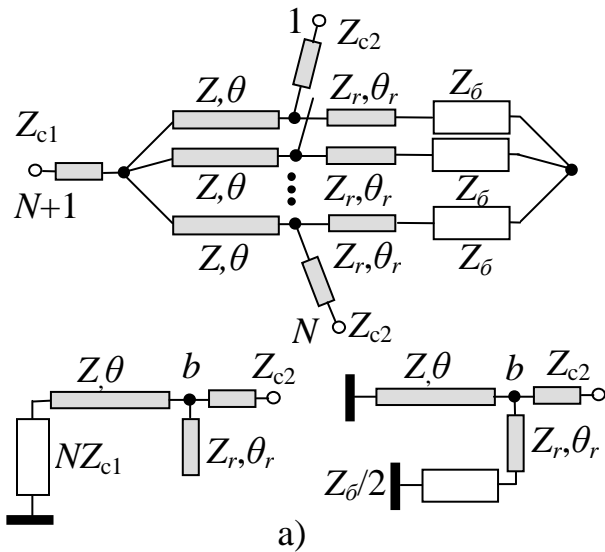 1 Z_c2
Z,θ Z_r,θ_r Z_б
Z_c1
Z,θ Z_r,θ_r
N+1 Z_б
Z,θ Z_r,θ_r Z_б
N Z_c2
Z,θ b Z_c2
NZ_c1 Z_r,θ_r
Z,θ b Z_c2
Z_r,θ_r
Z_б/2
а)